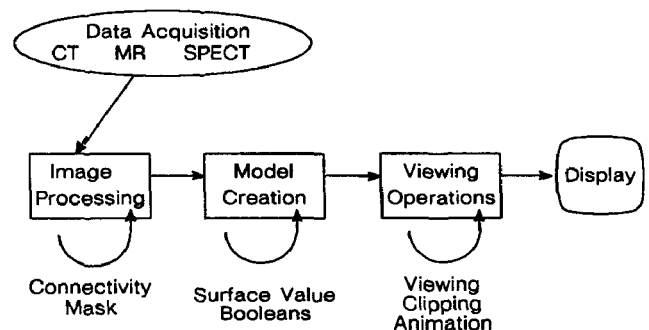 Data Acquisition
CT MR SPECT
Image
Processing
Model
Creation
Viewing
Operations
Display
Connectivity
Mask
Surface Value
Booleans
Viewing
Clipping
Animation